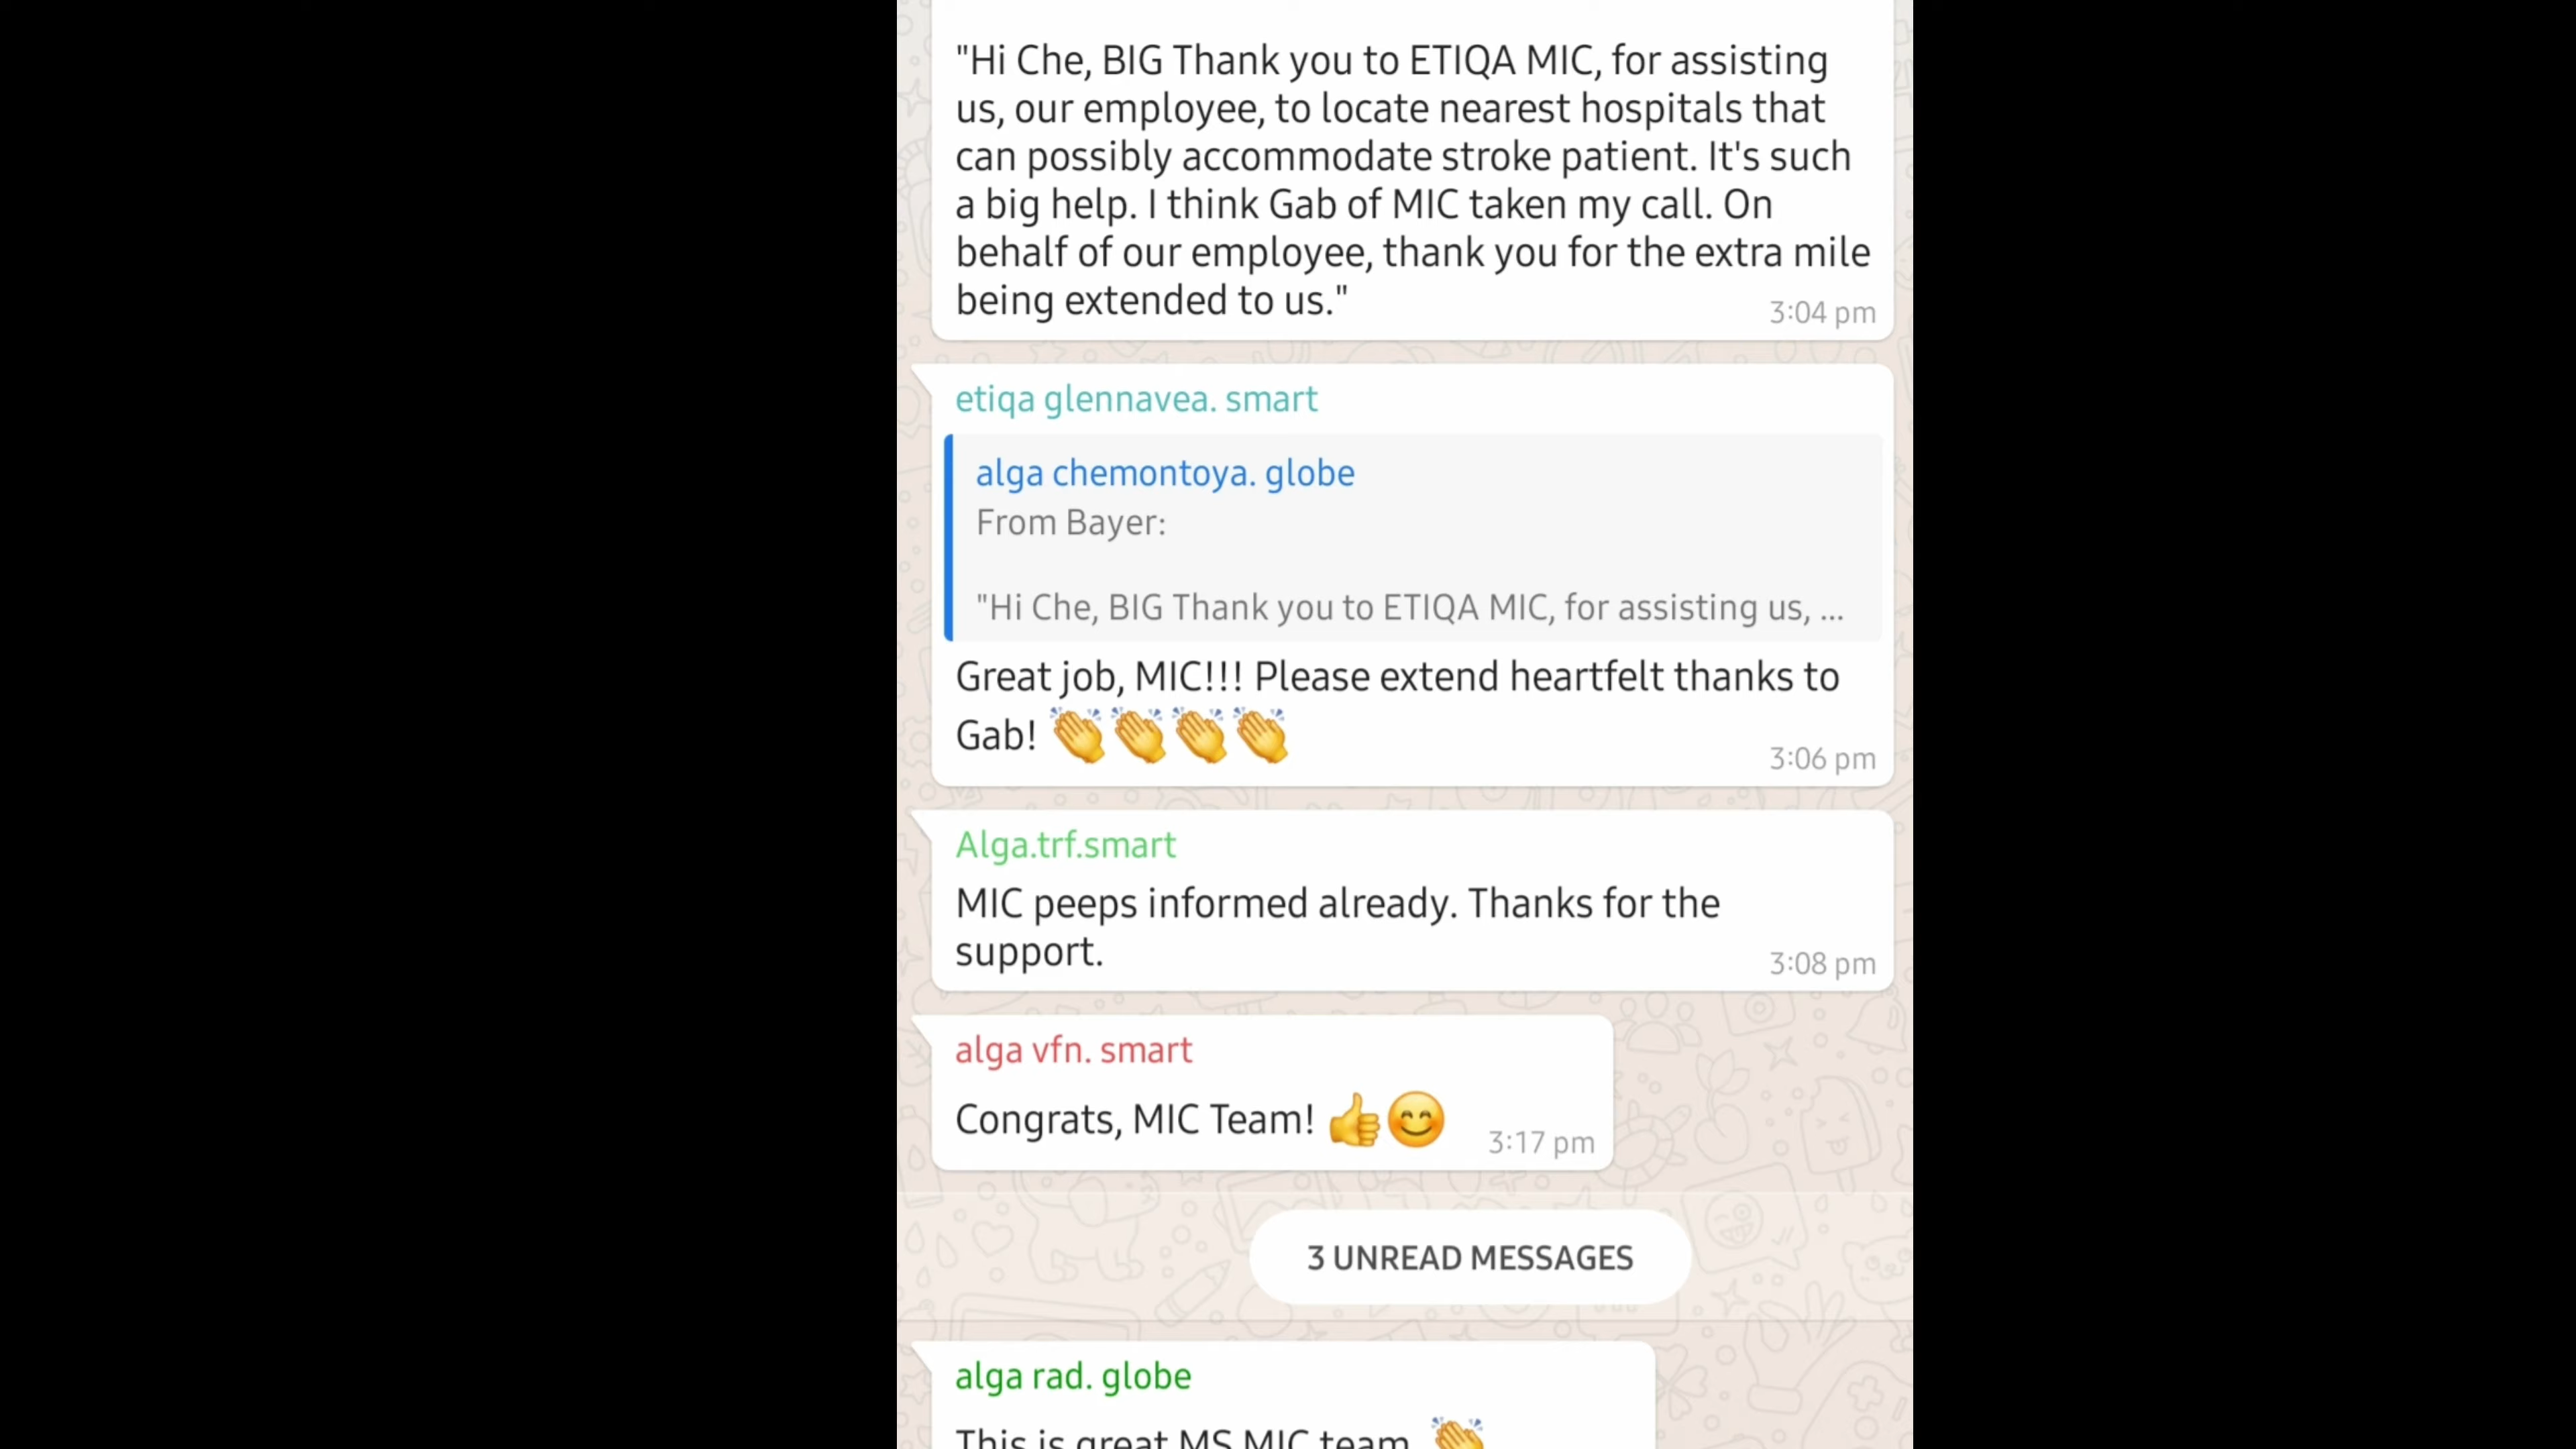 "Hi Che, BIG Thank you to ETIQA MIC, for assisting
us, our employee, to locate nearest hospitals that
can possibly accommodate stroke patient. It's such
a big help. I think Gab of MIC taken my call. On
behalf of our employee, thank you for the extra mile
being extended to us."
3:04 pm
etiqa glennavea. smart
alga chemontoya. globe
From Bayer:
"Hi Che, BIG Thank you to ETIQA MIC, for assisting us, ...
Great job, MIC!!! Please extend heartfelt thanks to
Gab! 👏👏👏👏
3:06 pm
Alga.trf.smart
MIC peeps informed already. Thanks for the
support.
3:08 pm
alga vfn. smart
Congrats, MIC Team! 👍😊
3:17 pm
3 UNREAD MESSAGES
alga rad. globe
This is great MS MIC team 👏